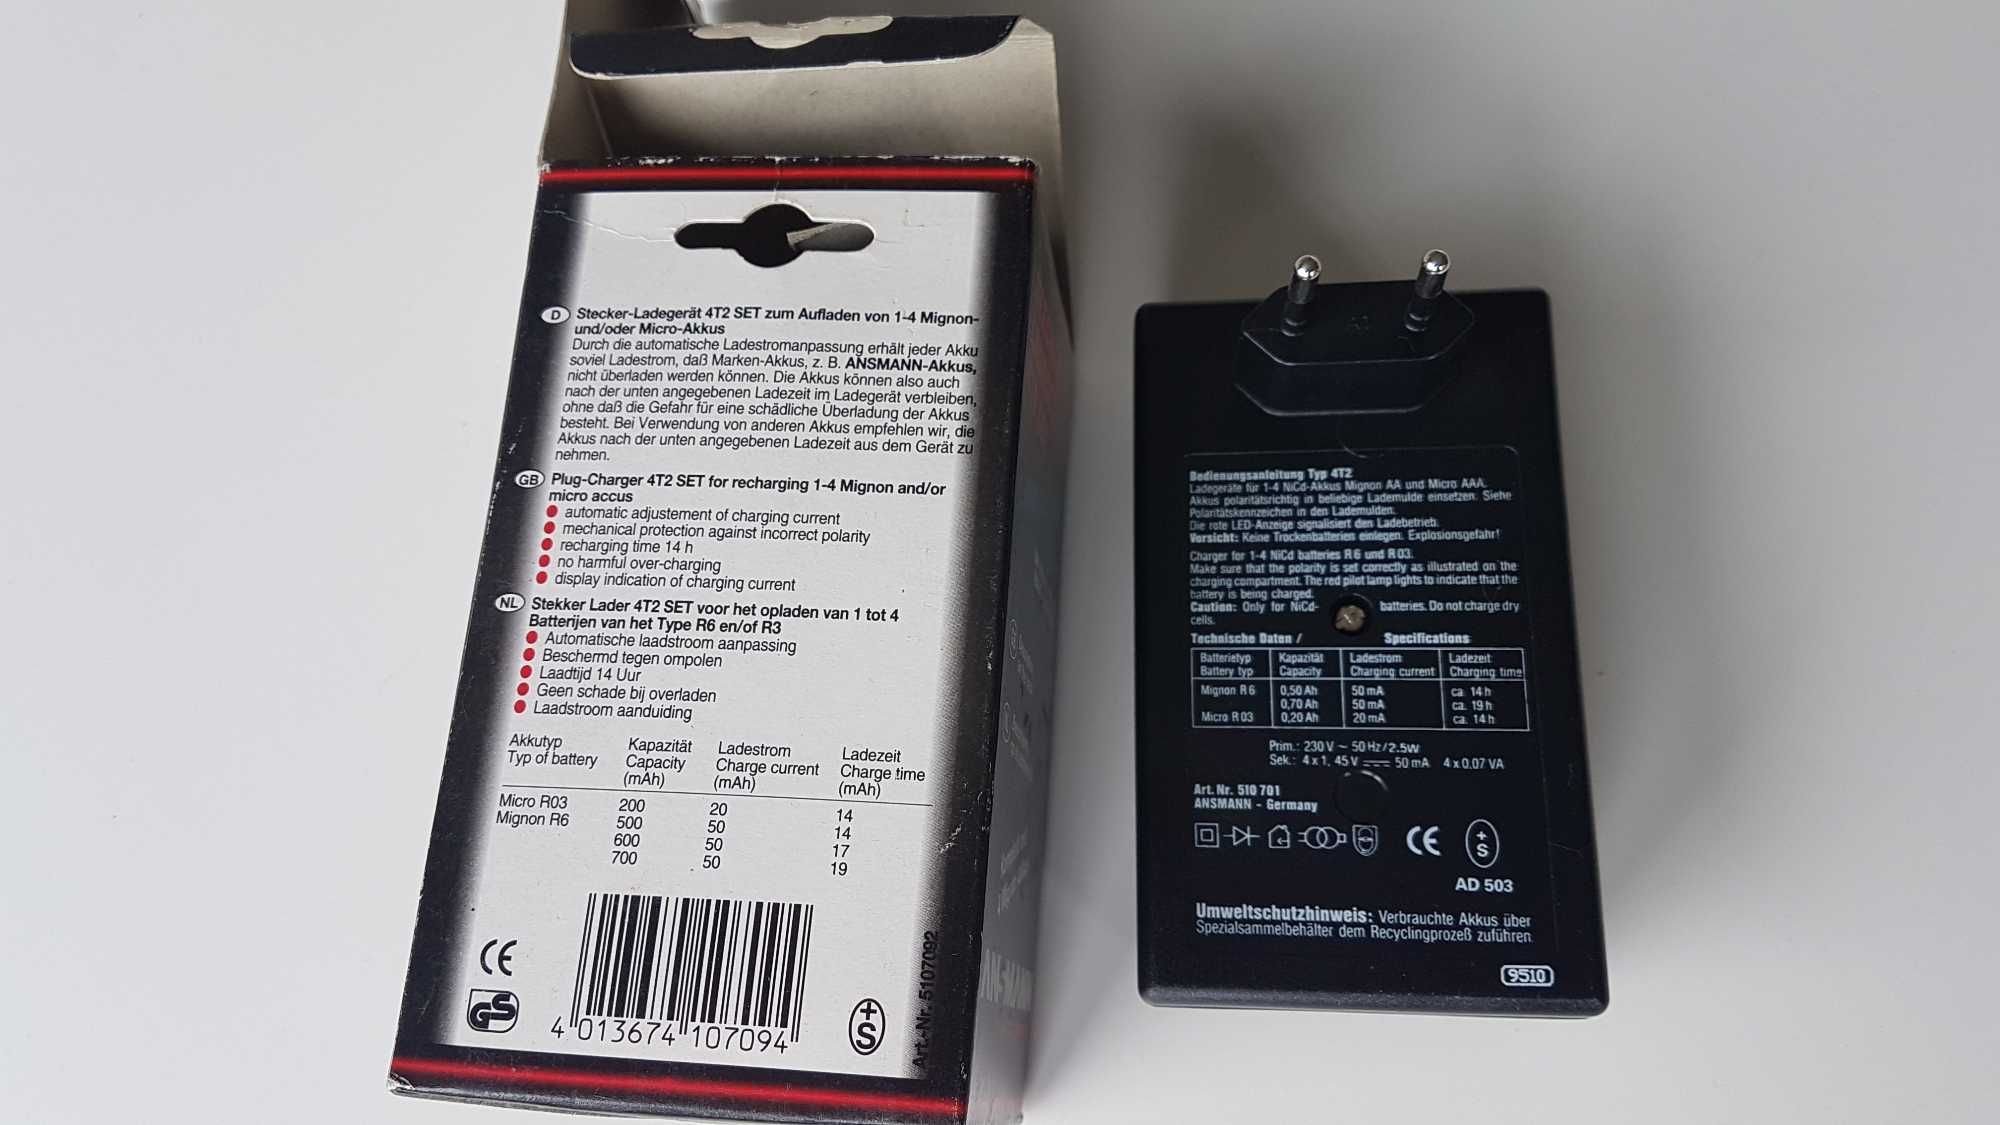 D Stecker-Ladegerät 4T2 SET zum Aufladen von 1-4 Mignon-
und/oder Micro-Akkus
Durch die automatische Ladestromanpassung erhält jeder Akku
soviel Ladestrom, daß Marken-Akkus, z. B. ANSMANN-Akkus,
nicht überladen werden können. Die Akkus können also auch
nach der unten angegebenen Ladezeit im Ladegerät verbleiben,
ohne daß die Gefahr für eine schädliche Überladung der Akkus
besteht. Bei Verwendung von anderen Akkus empfehlen wir, die
Akkus nach der unten angegebenen Ladezeit aus dem Gerät zu
nehmen.
GB Plug-Charger 4T2 SET for recharging 1-4 Mignon and/or
micro accus
automatic adjustement of charging current
mechanical protection against incorrect polarity
recharging time 14 h
no harmful over-charging
display indication of charging current
NL Stekker Lader 4T2 SET voor het opladen van 1 tot 4
Batterijen van het Type R6 en/of R3
Automatische laadstroom aanpassing
Beschermd tegen ompolen
Laadtijd 14 Uur
Geen schade bij overladen
Laadstroom aanduiding
Akkutyp Kapazität Ladestrom Ladezeit
Typ of battery Capacity Charge current Charge time
(mAh) (mAh) (mAh)
Micro R03 200 20 14
Mignon R6 500 50 14
600 50 17
700 50 19
CE
GS
4 013674 107094
+S
Art.-Nr. 5107092
ANSMANN
Bedienungsanleitung Typ 4T2
Ladegeräte für 1-4 NiCd-Akkus Mignon AA und Micro AAA.
Akkus polaritätsrichtig in beliebige Lademulde einsetzen. Siehe
Polaritätskennzeichen in den Lademulden.
Die rote LED-Anzeige signalisiert den Ladebetrieb.
Vorsicht: Keine Trockenbatterien einlegen. Explosionsgefahr!
Charger for 1-4 NiCd batteries R 6 und R 03.
Make sure that the polarity is set correctly as illustrated on the
charging compartment. The red pilot lamp lights to indicate that the
battery is being charged.
Caution: Only for NiCd- batteries. Do not charge dry
cells.
Technische Daten / Specifications
Batterietyp Kapazität Ladestrom Ladezeit
Battery typ Capacity Charging current Charging time
Mignon R 6 0,50 Ah 50 mA ca. 14 h
0,70 Ah 50 mA ca. 19 h
Micro R 03 0,20 Ah 20 mA ca. 14 h
Prim.: 230 V ~ 50 Hz/2.5W
Sek.: 4 x 1, 45 V 50 mA 4 x 0,07 VA
Art. Nr. 510 701
ANSMANN - Germany
CE +S
AD 503
Umweltschutzhinweis: Verbrauchte Akkus über
Spezialsammelbehälter dem Recyclingprozeß zuführen.
9510